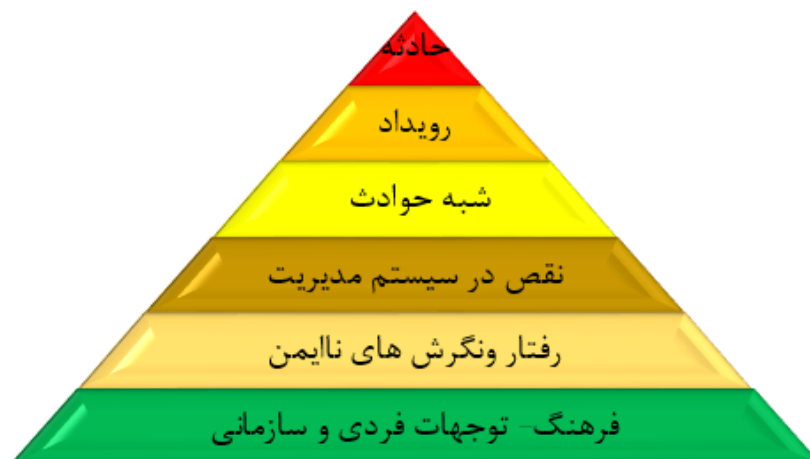 حادثه
رویداد
شبه حوادث
نقص در سیستم مدیریت
رفتار ونگرش های ناایمن
فرهنگ- توجهات فردی و سازمانی